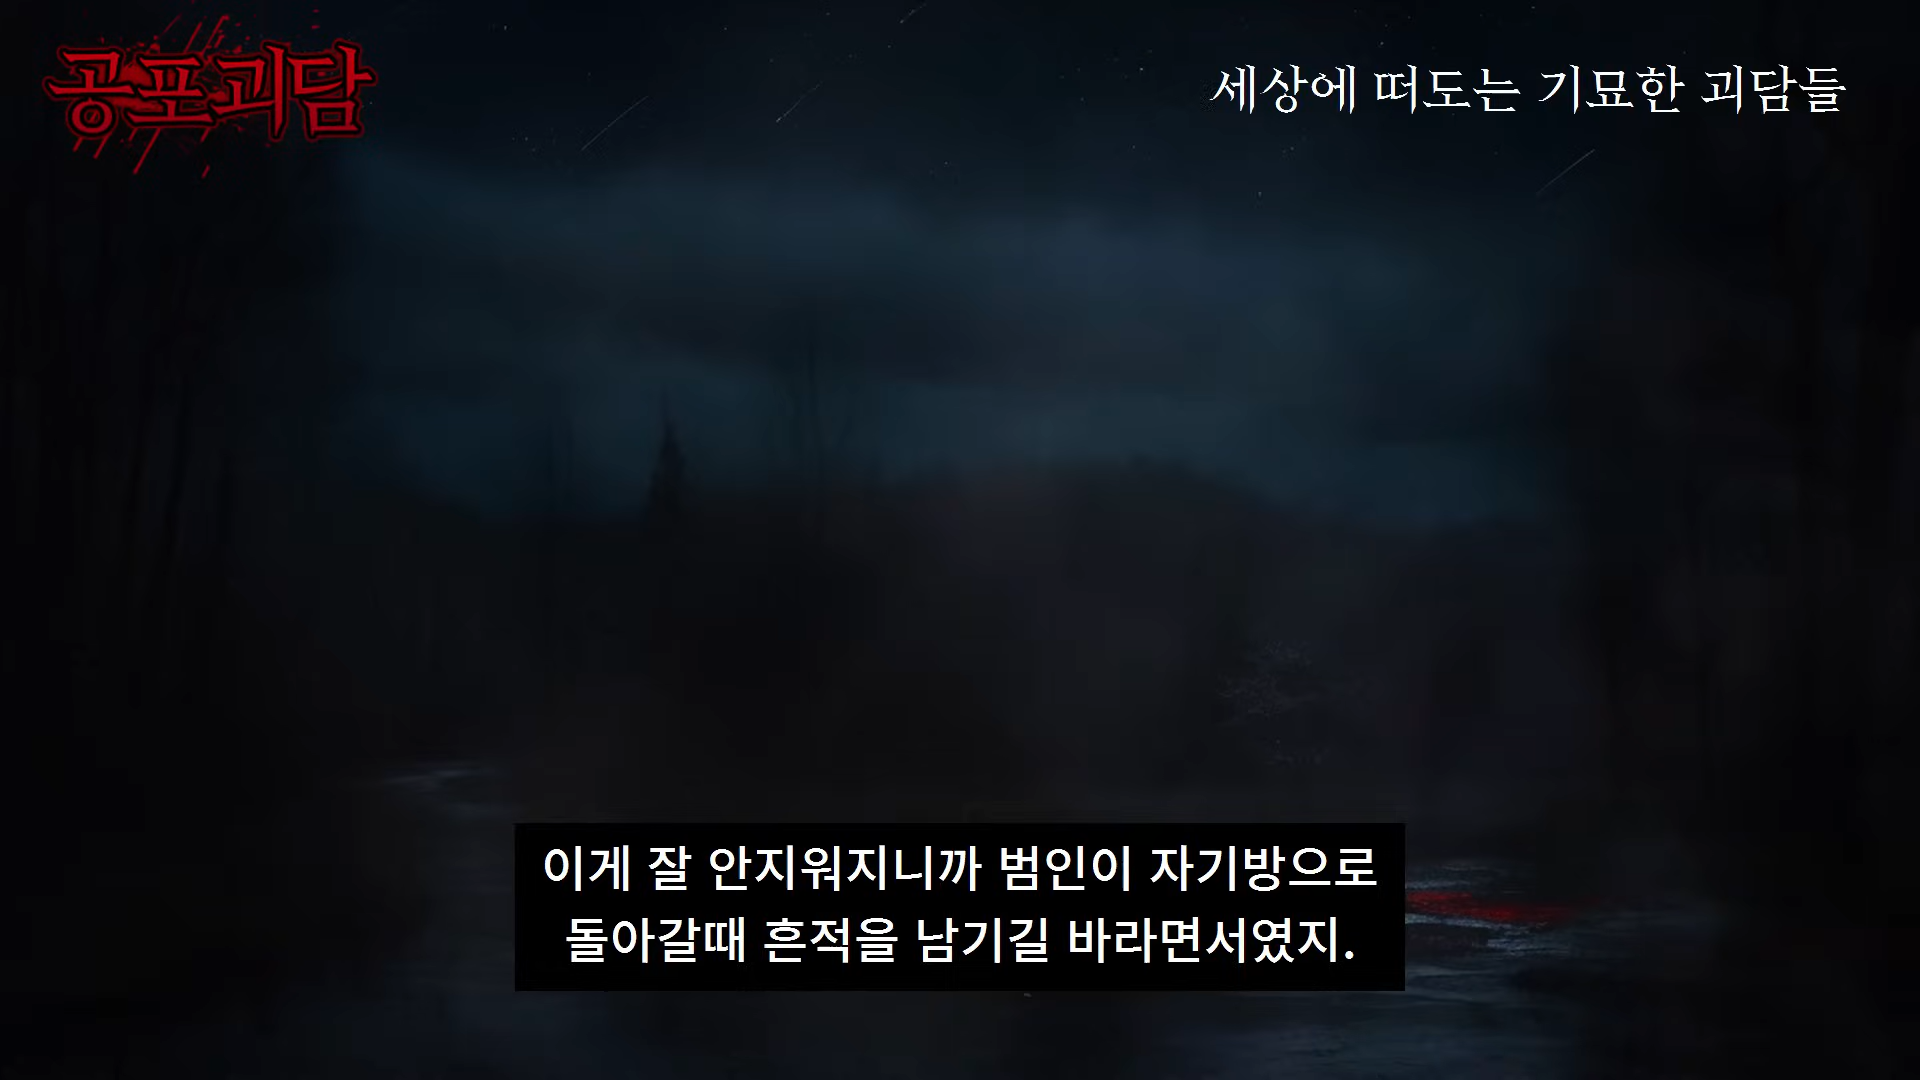 공포괴담
세상에 떠도는 기묘한 괴담들
이게 잘 안지워지니까 범인이 자기방으로
돌아갈때 흔적을 남기길 바라면서였지.